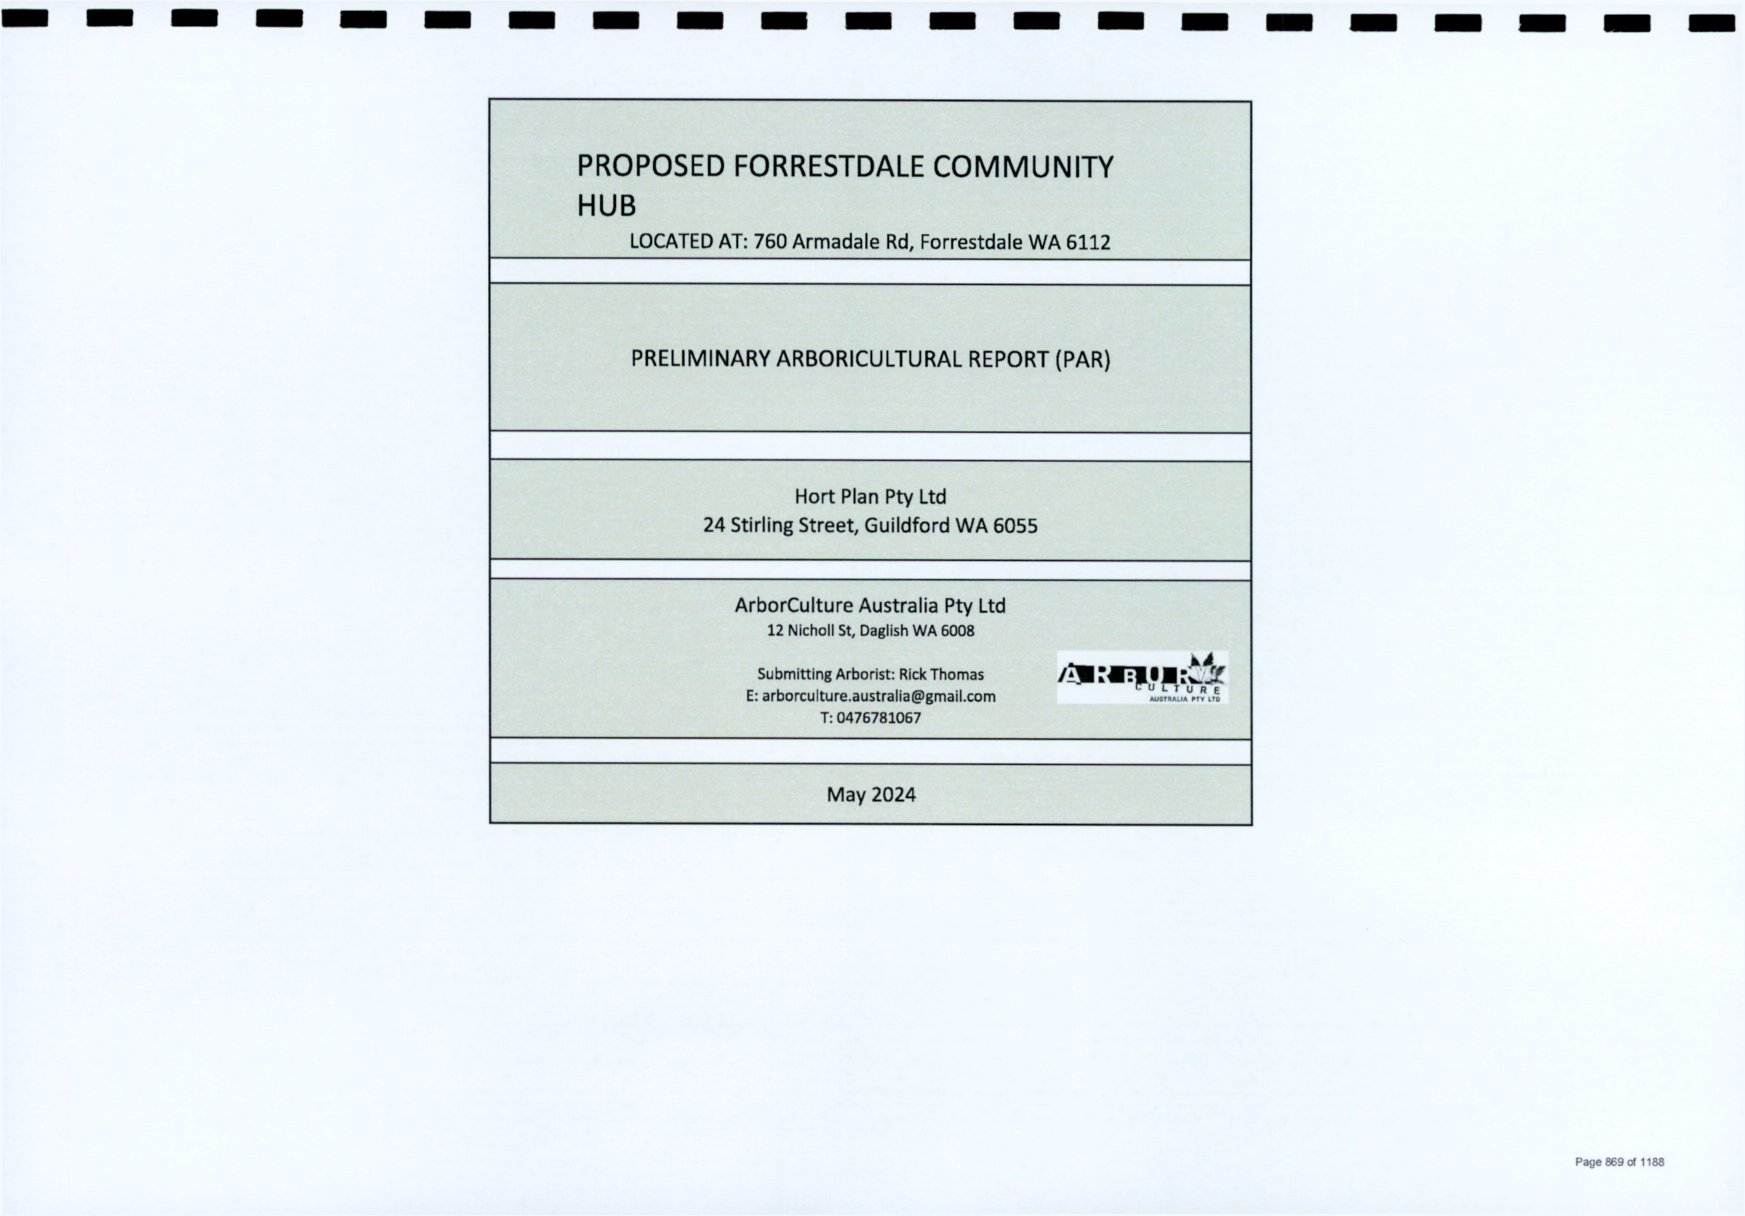 PROPOSED FORRESTDALE COMMUNITY
HUB
LOCATED AT: 760 Armadale Rd, Forrestdale WA 6112
PRELIMINARY ARBORICULTURAL REPORT (PAR)
Hort Plan Pty Ltd
24 Stirling Street, Guildford WA 6055
ArborCulture Australia Pty Ltd
12 Nicholl St, Daglish WA 6008
Submitting Arborist: Rick Thomas
E: arborculture.australia@gmail.com
T: 0476781067
ARBOR
CULTURE
AUSTRALIA PTY LTD
May 2024
Page 869 of 1188